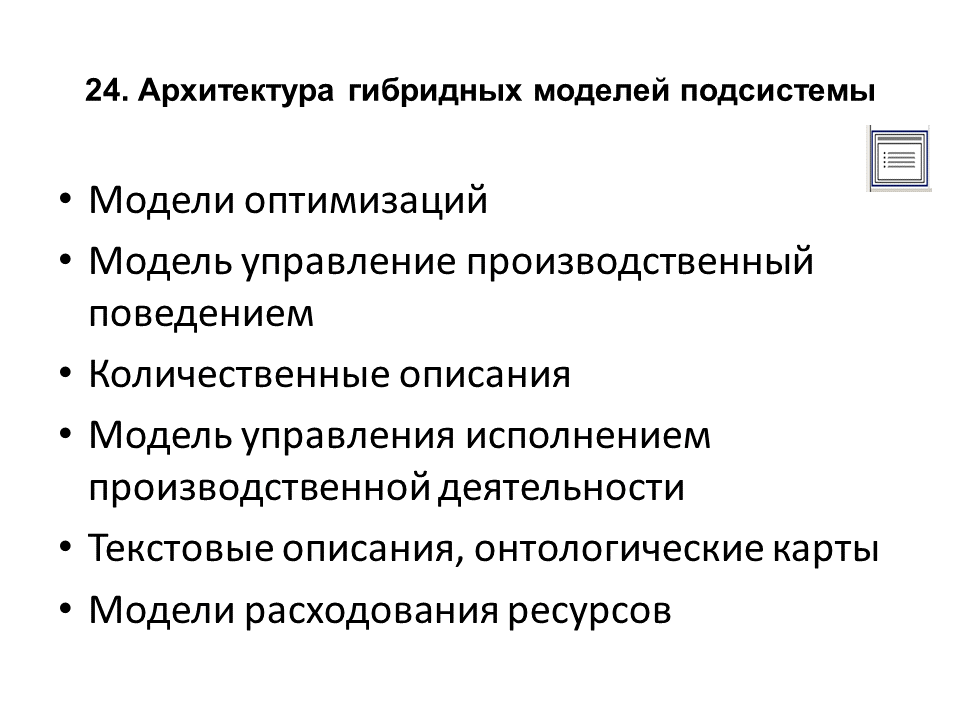 24. Архитектура гибридных моделей подсистемы
• Модели оптимизаций
• Модель управление производственный
поведением
• Количественные описания
• Модель управления исполнением
производственной деятельности
• Текстовые описания, онтологические карты
• Модели расходования ресурсов